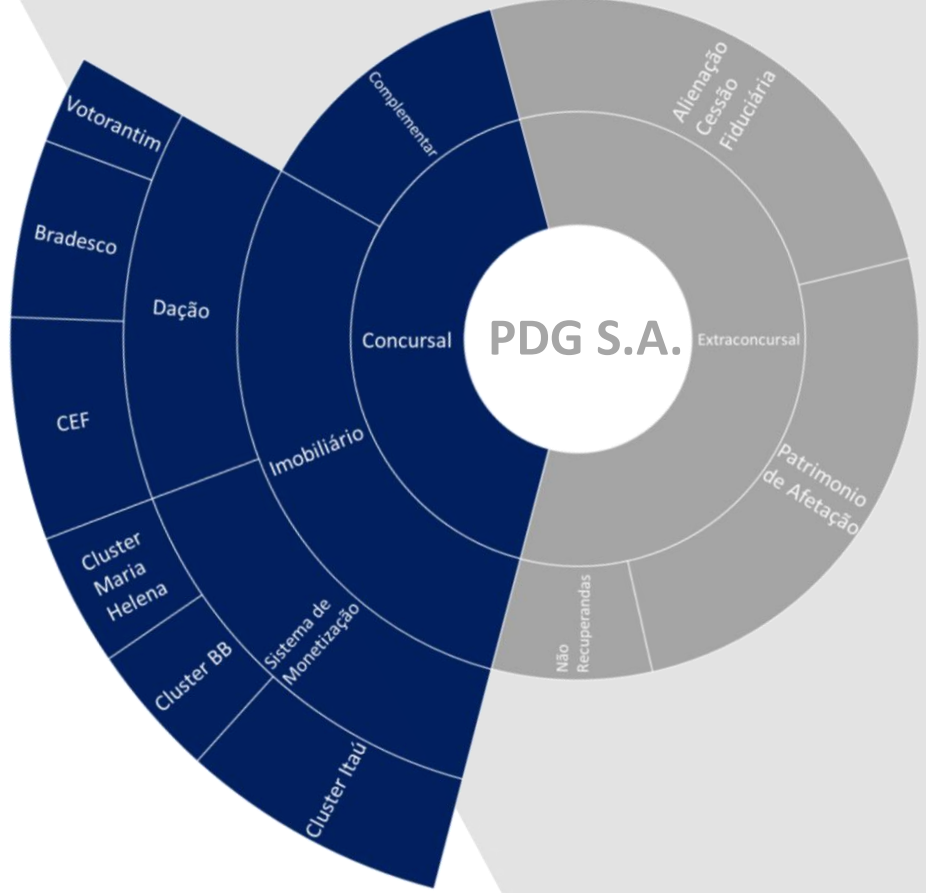 PDG S.A.
Concursal
Extraconcursal
Complementar
Imobiliário
Dação
Votorantim
Bradesco
CEF
Sistema de
Monetização
Cluster
Maria
Helena
Cluster BB
Cluster Itaú
Alienação
Cessão
Fiduciária
Patrimonio
de Afetação
Não
Recuperandas